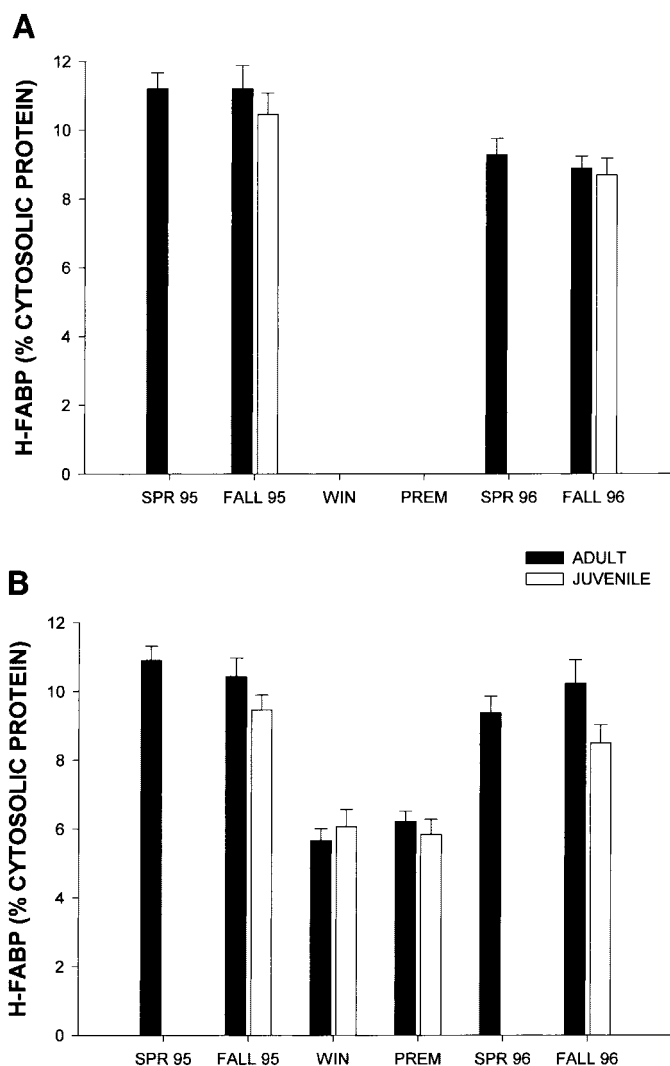 A
H-FABP (% CYTOSOLIC PROTEIN)
12
10
8
6
4
2
0
SPR 95 FALL 95 WIN PREM SPR 96 FALL 96
ADULT
JUVENILE
B
H-FABP (% CYTOSOLIC PROTEIN)
12
10
8
6
4
2
0
SPR 95 FALL 95 WIN PREM SPR 96 FALL 96